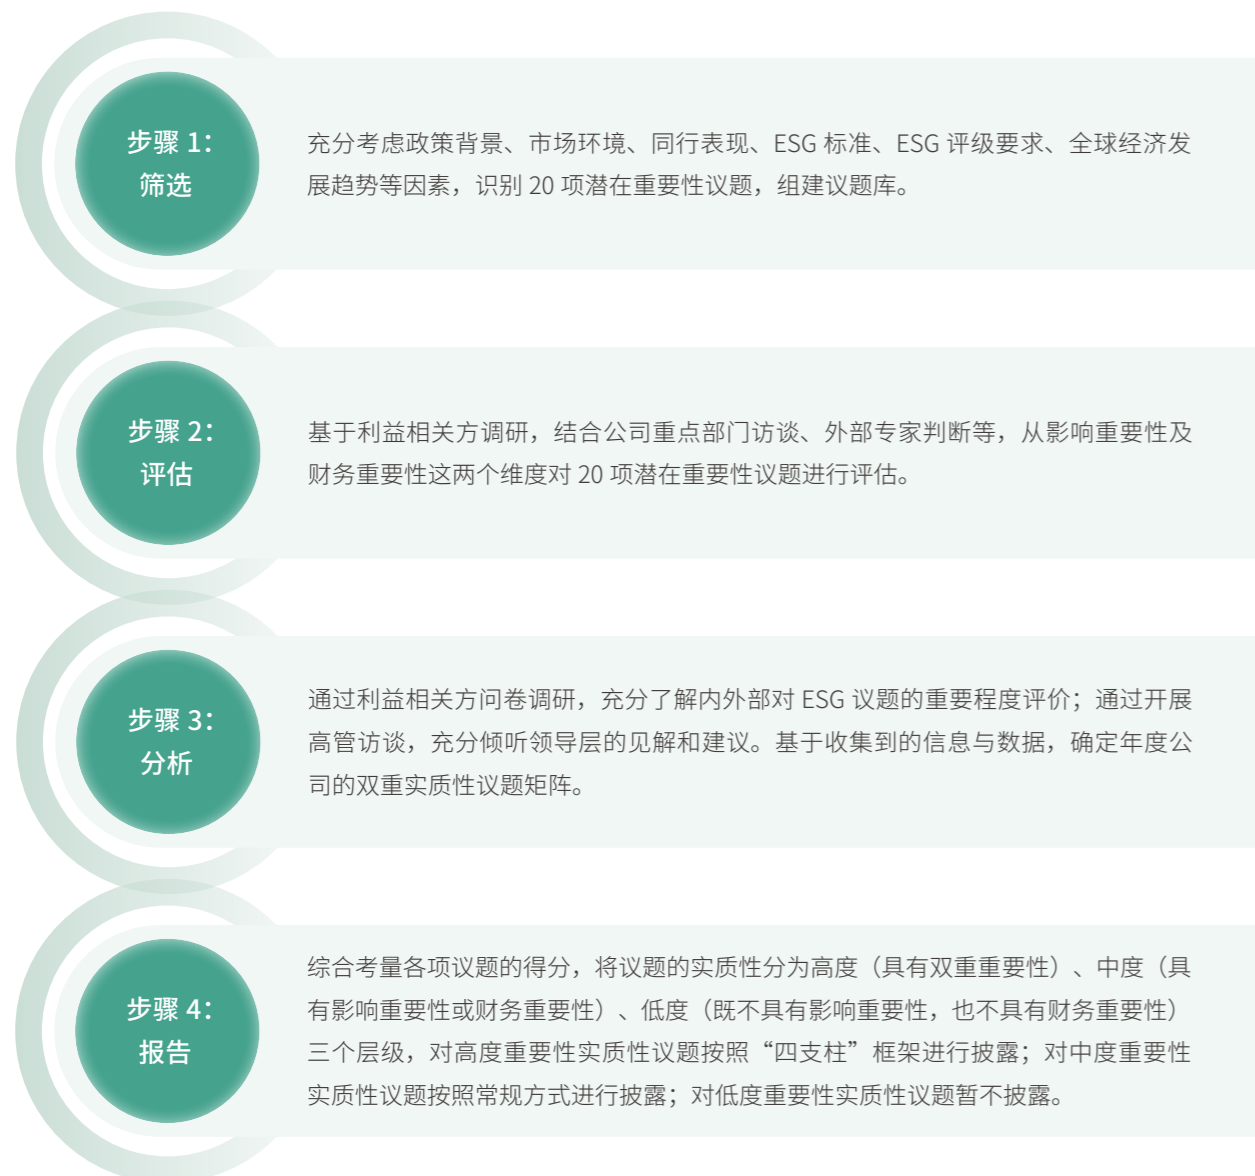 步骤 1：
筛选
充分考虑政策背景、市场环境、同行表现、ESG 标准、ESG 评级要求、全球经济发
展趋势等因素，识别 20 项潜在重要性议题，组建议题库。
步骤 2：
评估
基于利益相关方调研，结合公司重点部门访谈、外部专家判断等，从影响重要性及
财务重要性这两个维度对 20 项潜在重要性议题进行评估。
步骤 3：
分析
通过利益相关方问卷调研，充分了解内外部对 ESG 议题的重要程度评价；通过开展
高管访谈，充分倾听领导层的见解和建议。基于收集到的信息与数据，确定年度公
司的双重实质性议题矩阵。
步骤 4：
报告
综合考量各项议题的得分，将议题的实质性分为高度（具有双重重要性）、中度（具
有影响重要性或财务重要性）、低度（既不具有影响重要性，也不具有财务重要性）
三个层级，对高度重要性实质性议题按照“四支柱”框架进行披露；对中度重要性
实质性议题按照常规方式进行披露；对低度重要性实质性议题暂不披露。